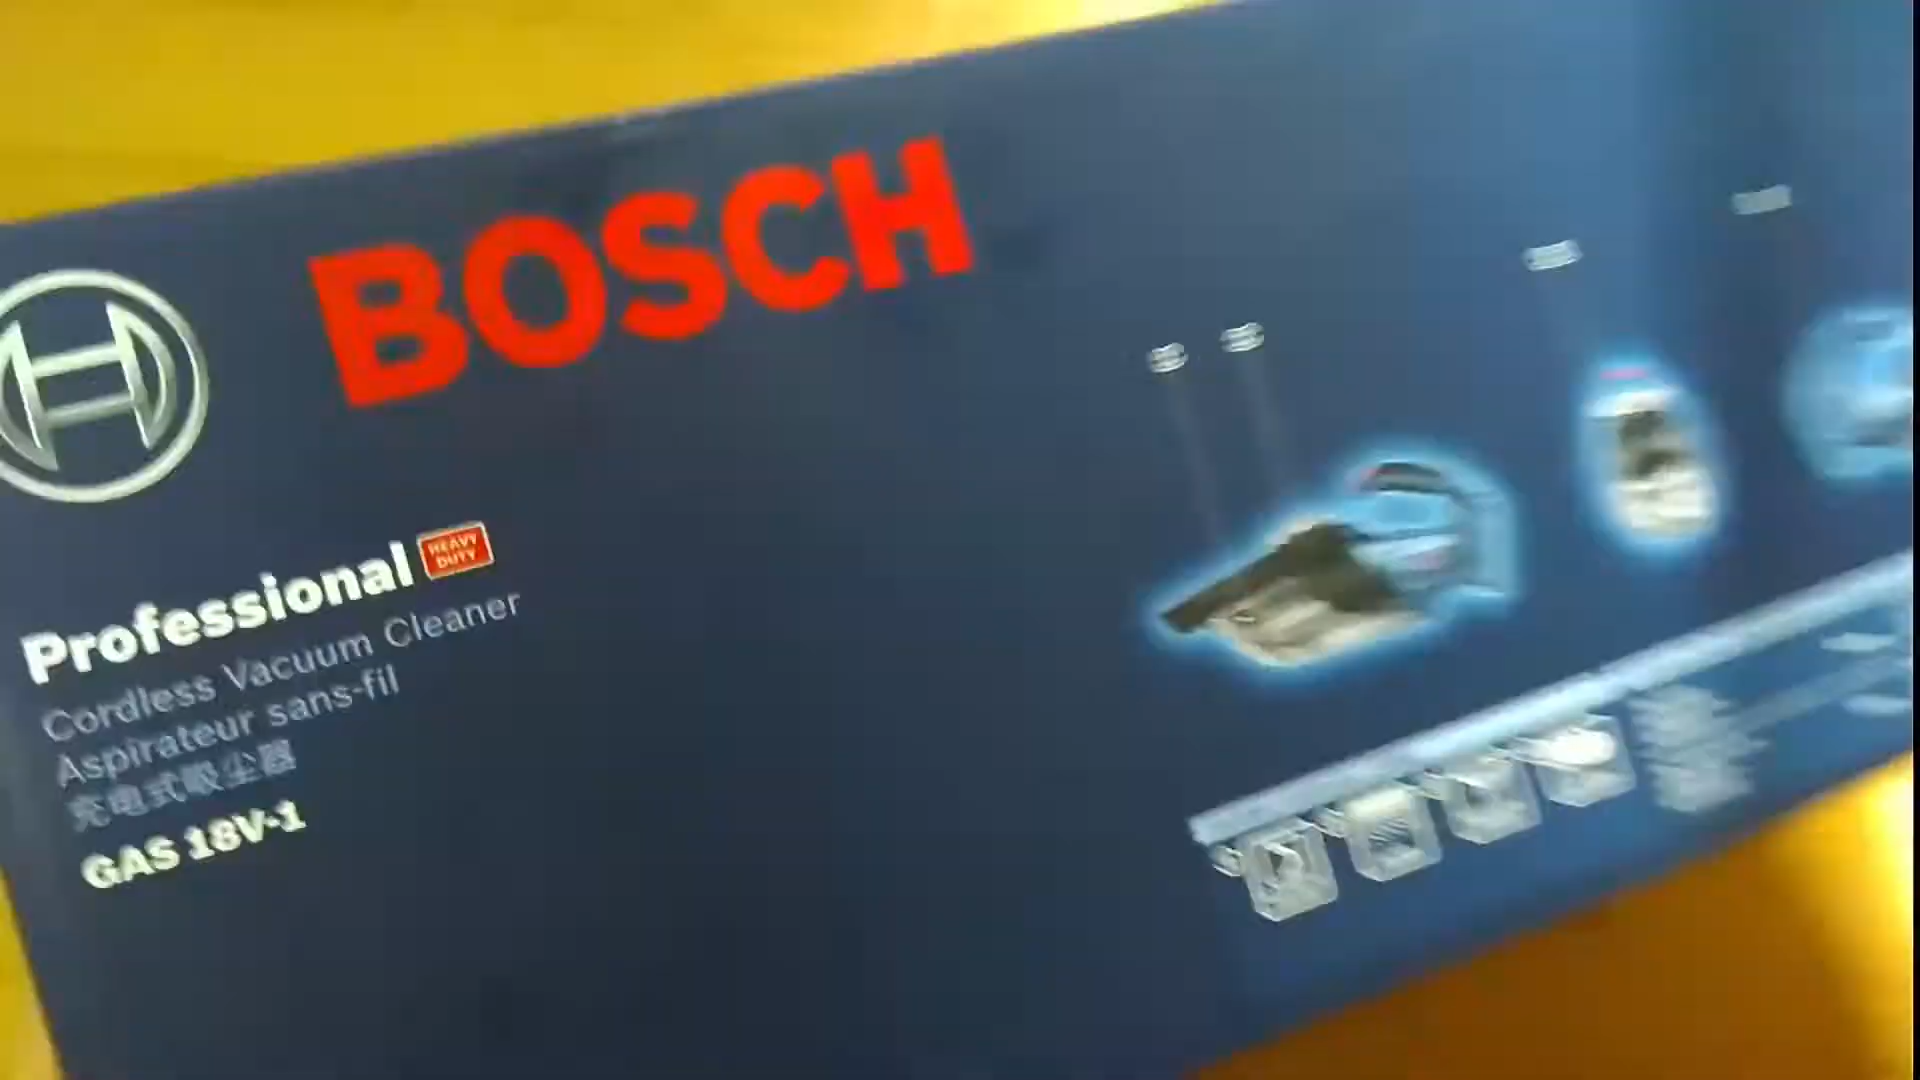 BOSCH
Professional HEAVY DUTY
Cordless Vacuum Cleaner
Aspirateur sans-fil
充电式吸尘器
GAS 18V-1